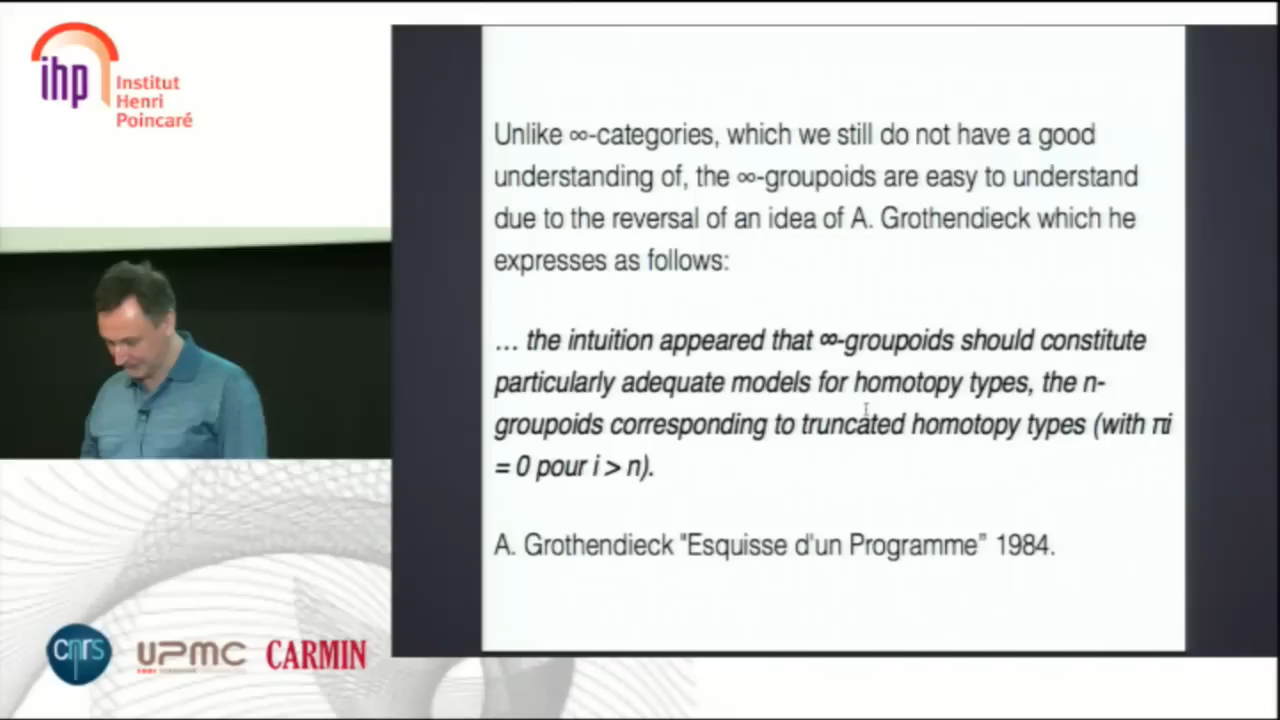 ihp
Institut
Henri
Poincaré
Unlike ∞-categories, which we still do not have a good
understanding of, the ∞-groupoids are easy to understand
due to the reversal of an idea of A. Grothendieck which he
expresses as follows:
… the intuition appeared that ∞-groupoids should constitute
particularly adequate models for homotopy types, the n-
groupoids corresponding to truncated homotopy types (with πi
= 0 pour i > n).
A. Grothendieck "Esquisse d'un Programme” 1984.
cnrs
UPMC
CARMIN